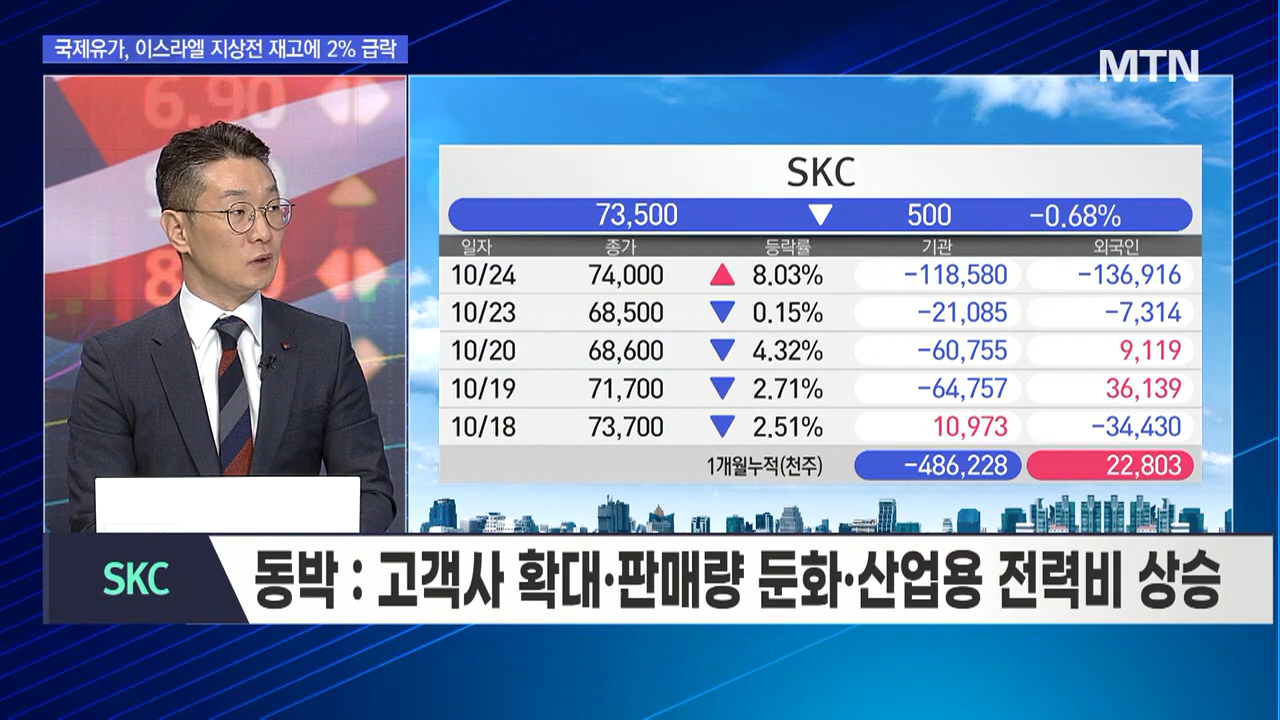 국제유가, 이스라엘 지상전 재고에 2% 급락
MTN
6.90
SKC
73,500 ▼ 500 -0.68%
일자 종가 등락률 기관 외국인
10/24 74,000 ▲ 8.03% -118,580 -136,916
10/23 68,500 ▼ 0.15% -21,085 -7,314
10/20 68,600 ▼ 4.32% -60,755 9,119
10/19 71,700 ▼ 2.71% -64,757 36,139
10/18 73,700 ▼ 2.51% 10,973 -34,430
1개월누적(천주) -486,228 22,803
SKC
동박 : 고객사 확대·판매량 둔화·산업용 전력비 상승